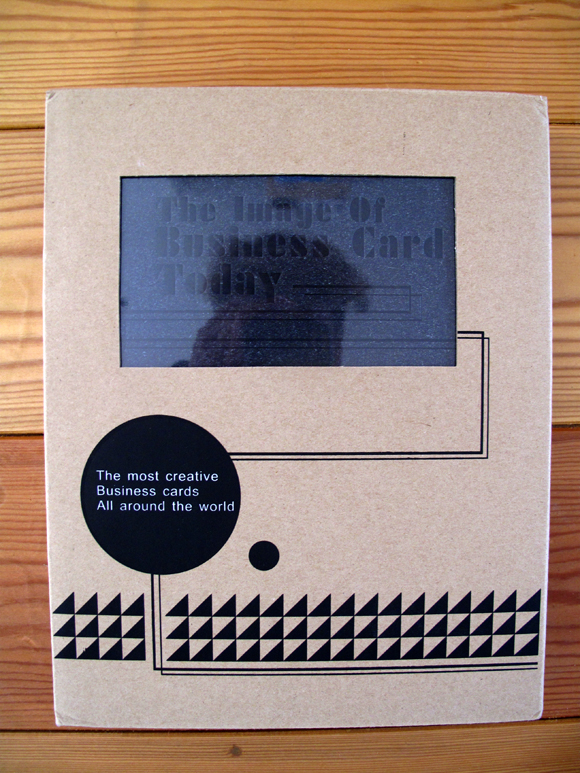 The Image Of
Business Card
Today
The most creative
Business cards
All around the world